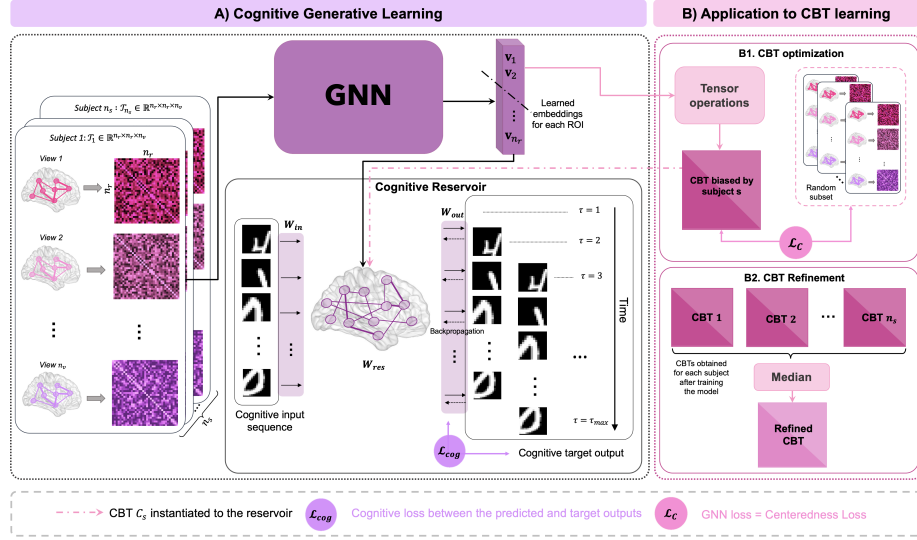 A) Cognitive Generative Learning
B) Application to CBT learning
Subject n_s : 𝒯_{n_s} ∈ ℝ^{n_r×n_r×n_v}
Subject 1: 𝒯_1 ∈ ℝ^{n_r×n_r×n_v}
View 1
n_r
n_r
View 2
⋮
⋮
View n_v
n_s
GNN
v_1
v_2
⋮
v_{n_r}
Learned
embeddings
for each ROI
Cognitive Reservoir
W_in
W_res
W_out
Backpropagation
Cognitive input
sequence
τ = 1
τ = 2
τ = 3
...
τ = τ_max
Time
ℒ_cog
Cognitive target output
B1. CBT optimization
Tensor
operations
CBT biased by
subject s
Random
subset
ℒ_C
B2. CBT Refinement
CBT 1
CBT 2
...
CBT n_s
CBTs obtained
for each subject
after training
the model
Median
Refined
CBT
CBT C_s instantiated to the reservoir
ℒ_cog
Cognitive loss between the predicted and target outputs
ℒ_C
GNN loss = Centeredness Loss